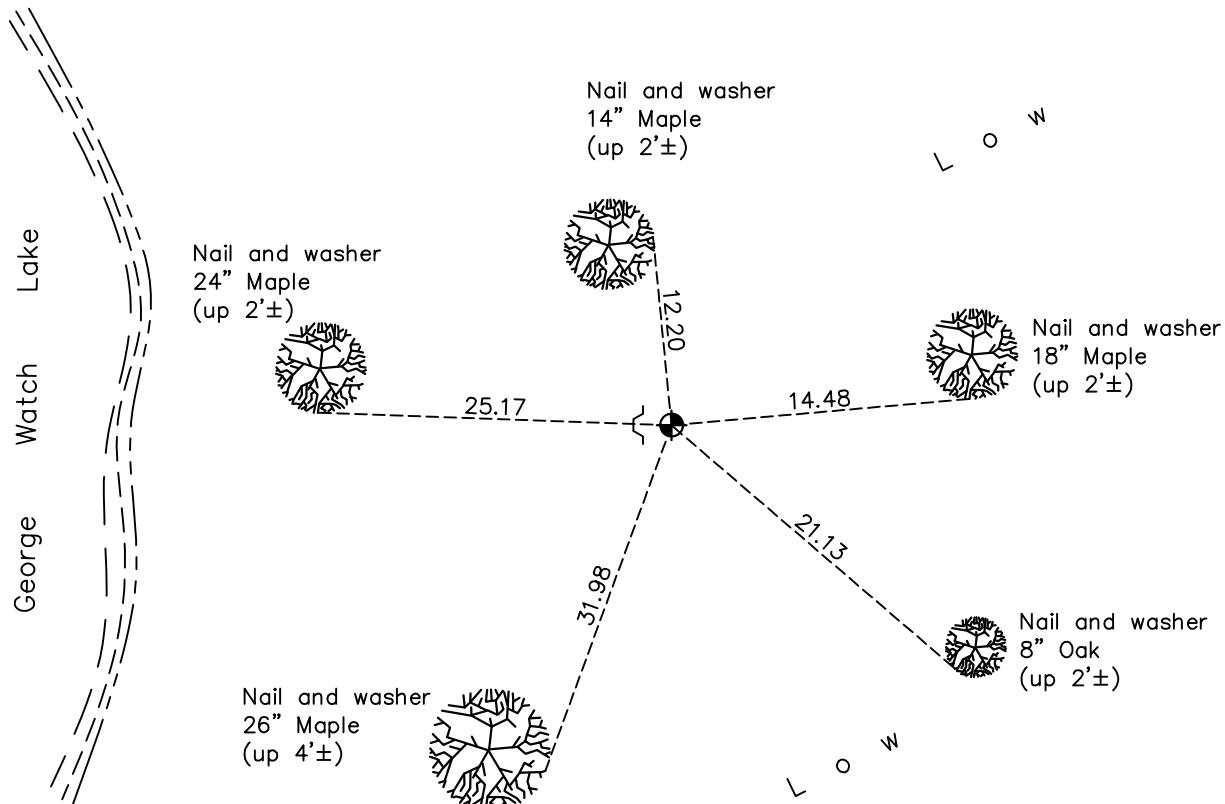 Nail and washer
14” Maple
(up 2'±)
L o w
Nail and washer
24” Maple
(up 2'±)
George Watch Lake
12.20
Nail and washer
18” Maple
(up 2'±)
25.17
14.48
21.13
31.98
Nail and washer
8” Oak
(up 2'±)
Nail and washer
26” Maple
(up 4'±)
L o w